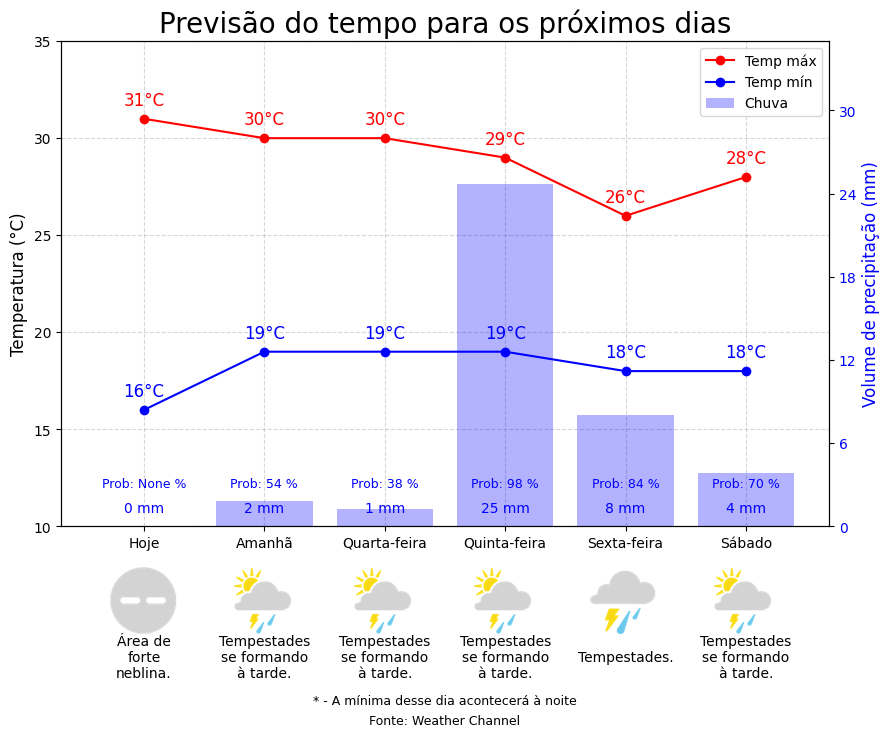 Previsão do tempo para os próximos dias
Temp máx
Temp mín
Chuva
Temperatura (°C)
Volume de precipitação (mm)
35
30
25
20
15
10
30
24
18
12
6
0
31°C 30°C 30°C 29°C 26°C 28°C
16°C 19°C 19°C 19°C 18°C 18°C
Prob: None % Prob: 54 % Prob: 38 % Prob: 98 % Prob: 84 % Prob: 70 %
0 mm 2 mm 1 mm 25 mm 8 mm 4 mm
Hoje Amanhã Quarta-feira Quinta-feira Sexta-feira Sábado
Área de
forte
neblina.
Tempestades
se formando
à tarde.
Tempestades
se formando
à tarde.
Tempestades
se formando
à tarde.
Tempestades.
Tempestades
se formando
à tarde.
* - A mínima desse dia acontecerá à noite
Fonte: Weather Channel